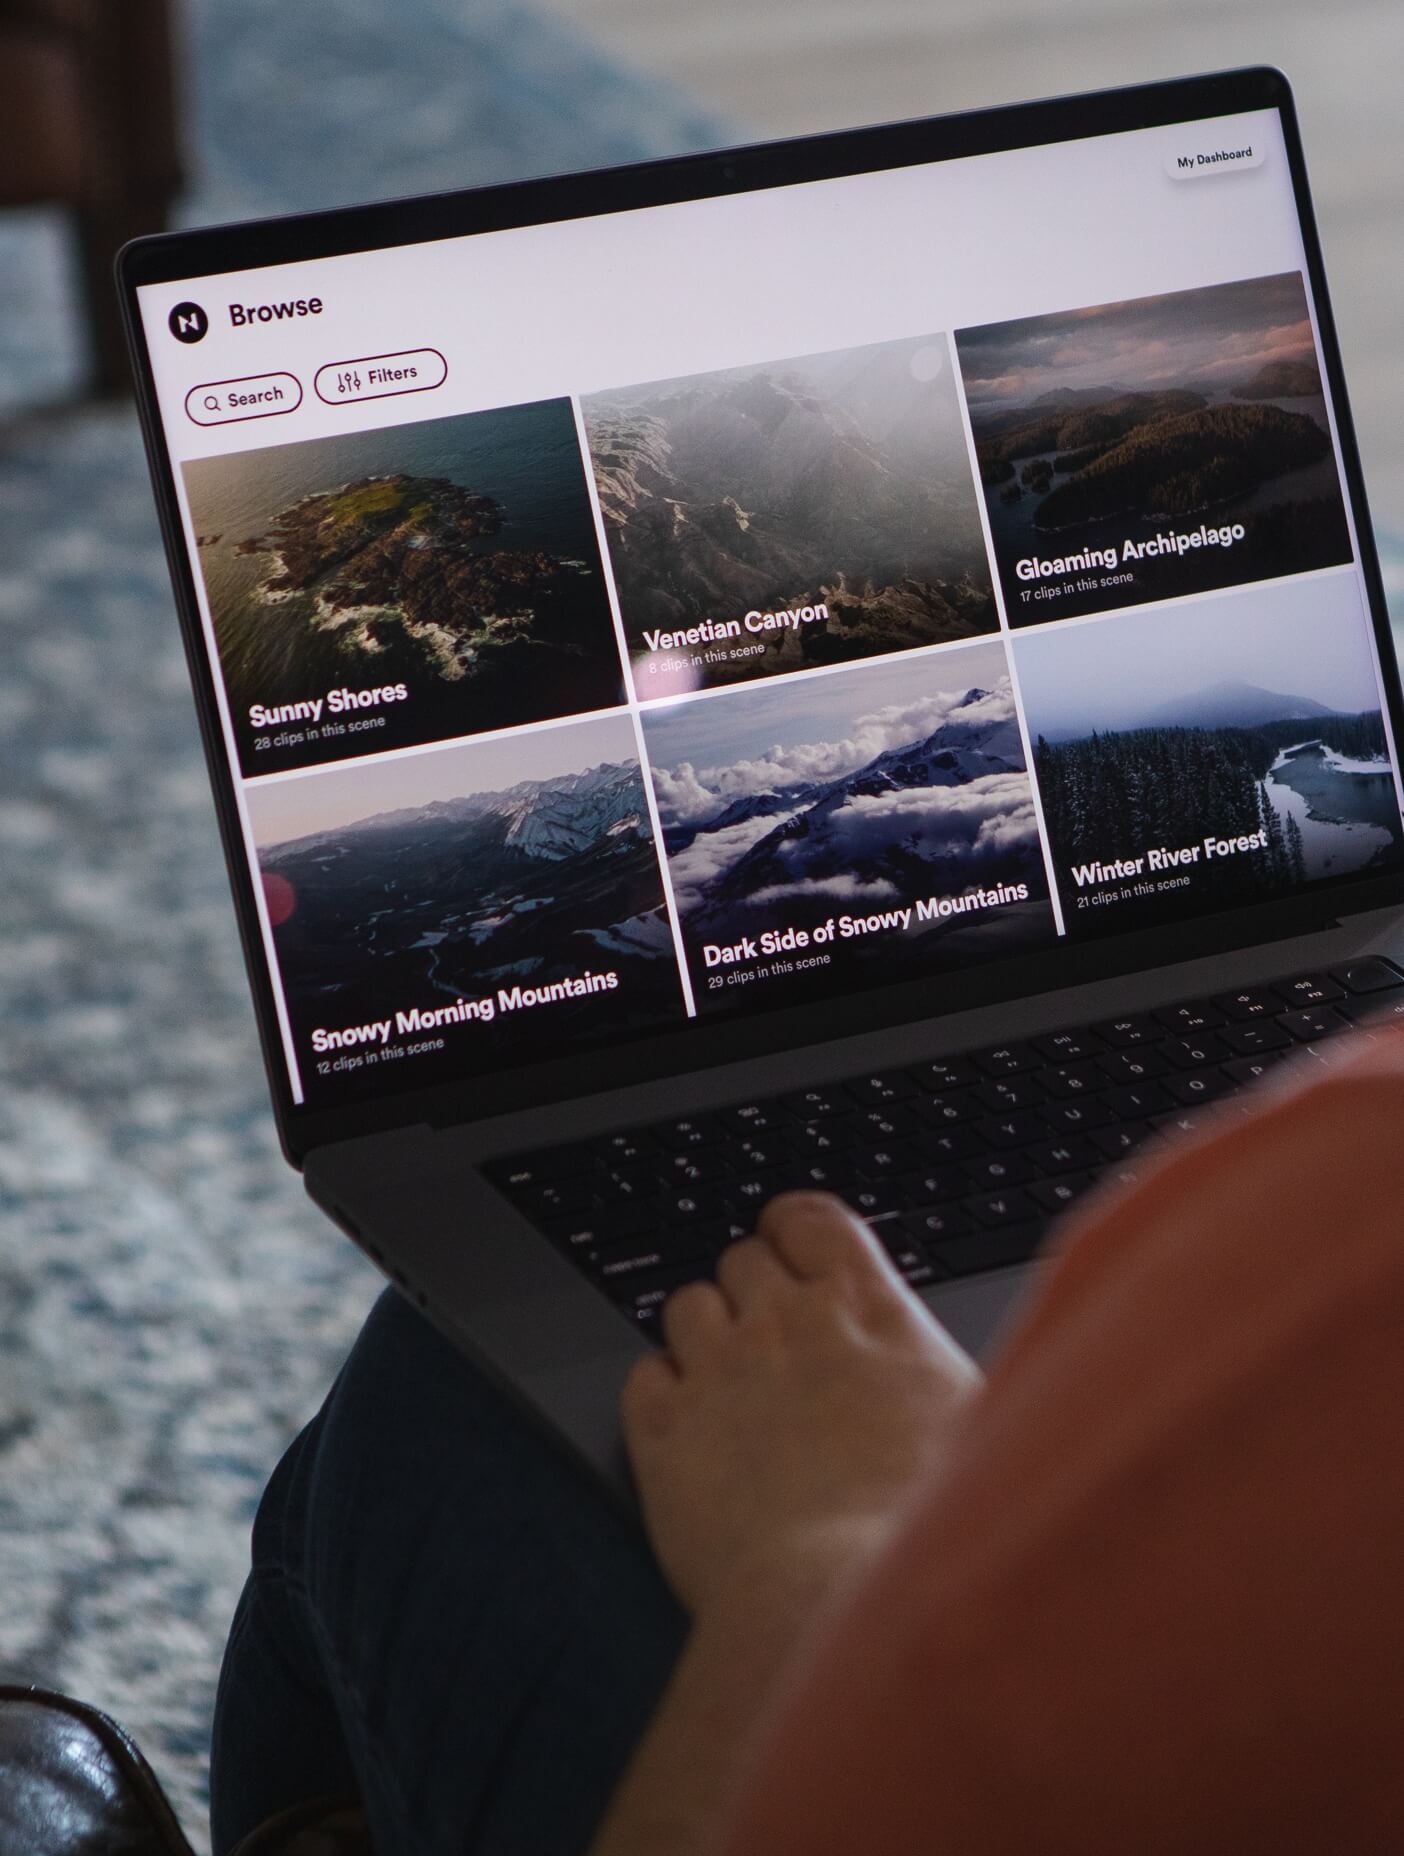 My Dashboard
N Browse
Search
Filters
Sunny Shores
28 clips in this scene
Venetian Canyon
8 clips in this scene
Gloaming Archipelago
17 clips in this scene
Snowy Morning Mountains
12 clips in this scene
Dark Side of Snowy Mountains
29 clips in this scene
Winter River Forest
21 clips in this scene